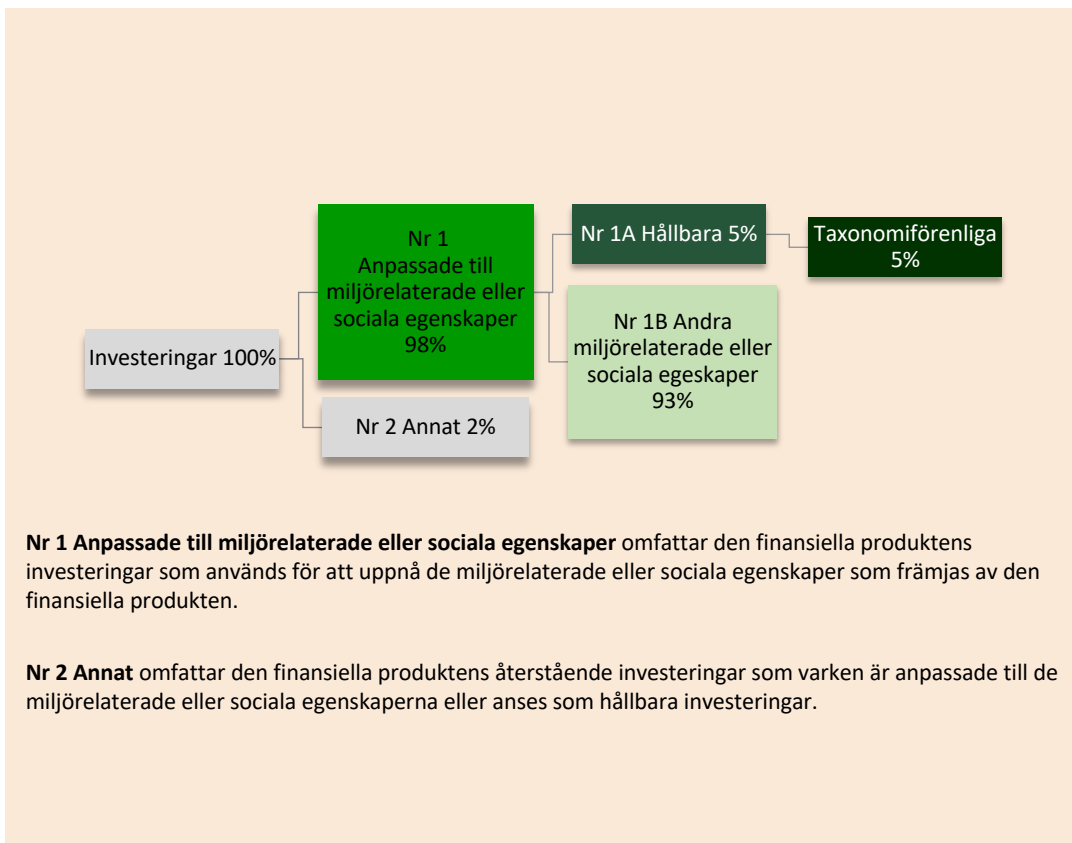 Investeringar 100%
Nr 1
Anpassade till
miljörelaterade eller
sociala egenskaper
98%
Nr 2 Annat 2%
Nr 1A Hållbara 5%
Nr 1B Andra
miljörelaterade eller
sociala egeskaper
93%
Taxonomiförenliga
5%
Nr 1 Anpassade till miljörelaterade eller sociala egenskaper omfattar den finansiella produktens
investeringar som används för att uppnå de miljörelaterade eller sociala egenskaper som främjas av den
finansiella produkten.
Nr 2 Annat omfattar den finansiella produktens återstående investeringar som varken är anpassade till de
miljörelaterade eller sociala egenskaperna eller anses som hållbara investeringar.